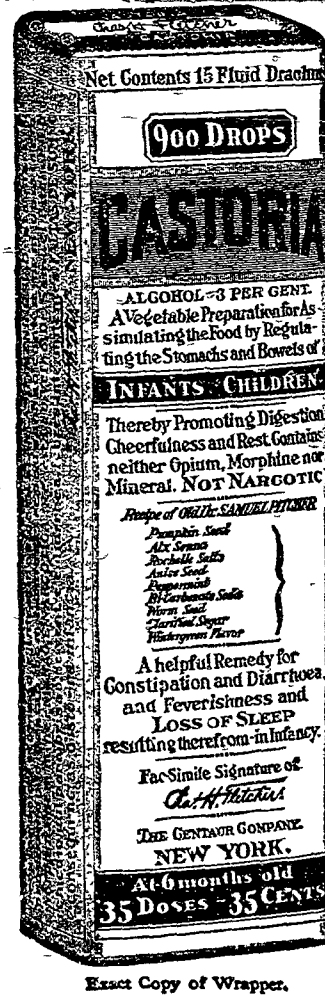 Net Contents 15 Fluid Drachms
900 DROPS
CASTORIA
ALCOHOL-3 PER CENT.
A Vegetable Preparation for As-
similating the Food by Regula-
ting the Stomachs and Bowels of
INFANTS CHILDREN
Thereby Promoting Digestion
Cheerfulness and Rest. Contains
neither Opium, Morphine nor
Mineral. NOT NARCOTIC
Recipe of Old Dr. SAMUEL PITCHER
Pumpkin Seed
Alx Senna
Rochelle Salts
Anise Seed
Peppermint
Bi-Carbonate Soda
Worm Seed
Clarified Sugar
Wintergreen Flavor
A helpful Remedy for
Constipation and Diarrhoea,
and Feverishness and
LOSS OF SLEEP
resulting therefrom-in Infancy.
Fac-Simile Signature of
Chas. H. Fletcher.
THE CENTAUR COMPANY.
NEW YORK.
At 6 months old
35 DOSES - 35 CENTS
Exact Copy of Wrapper.